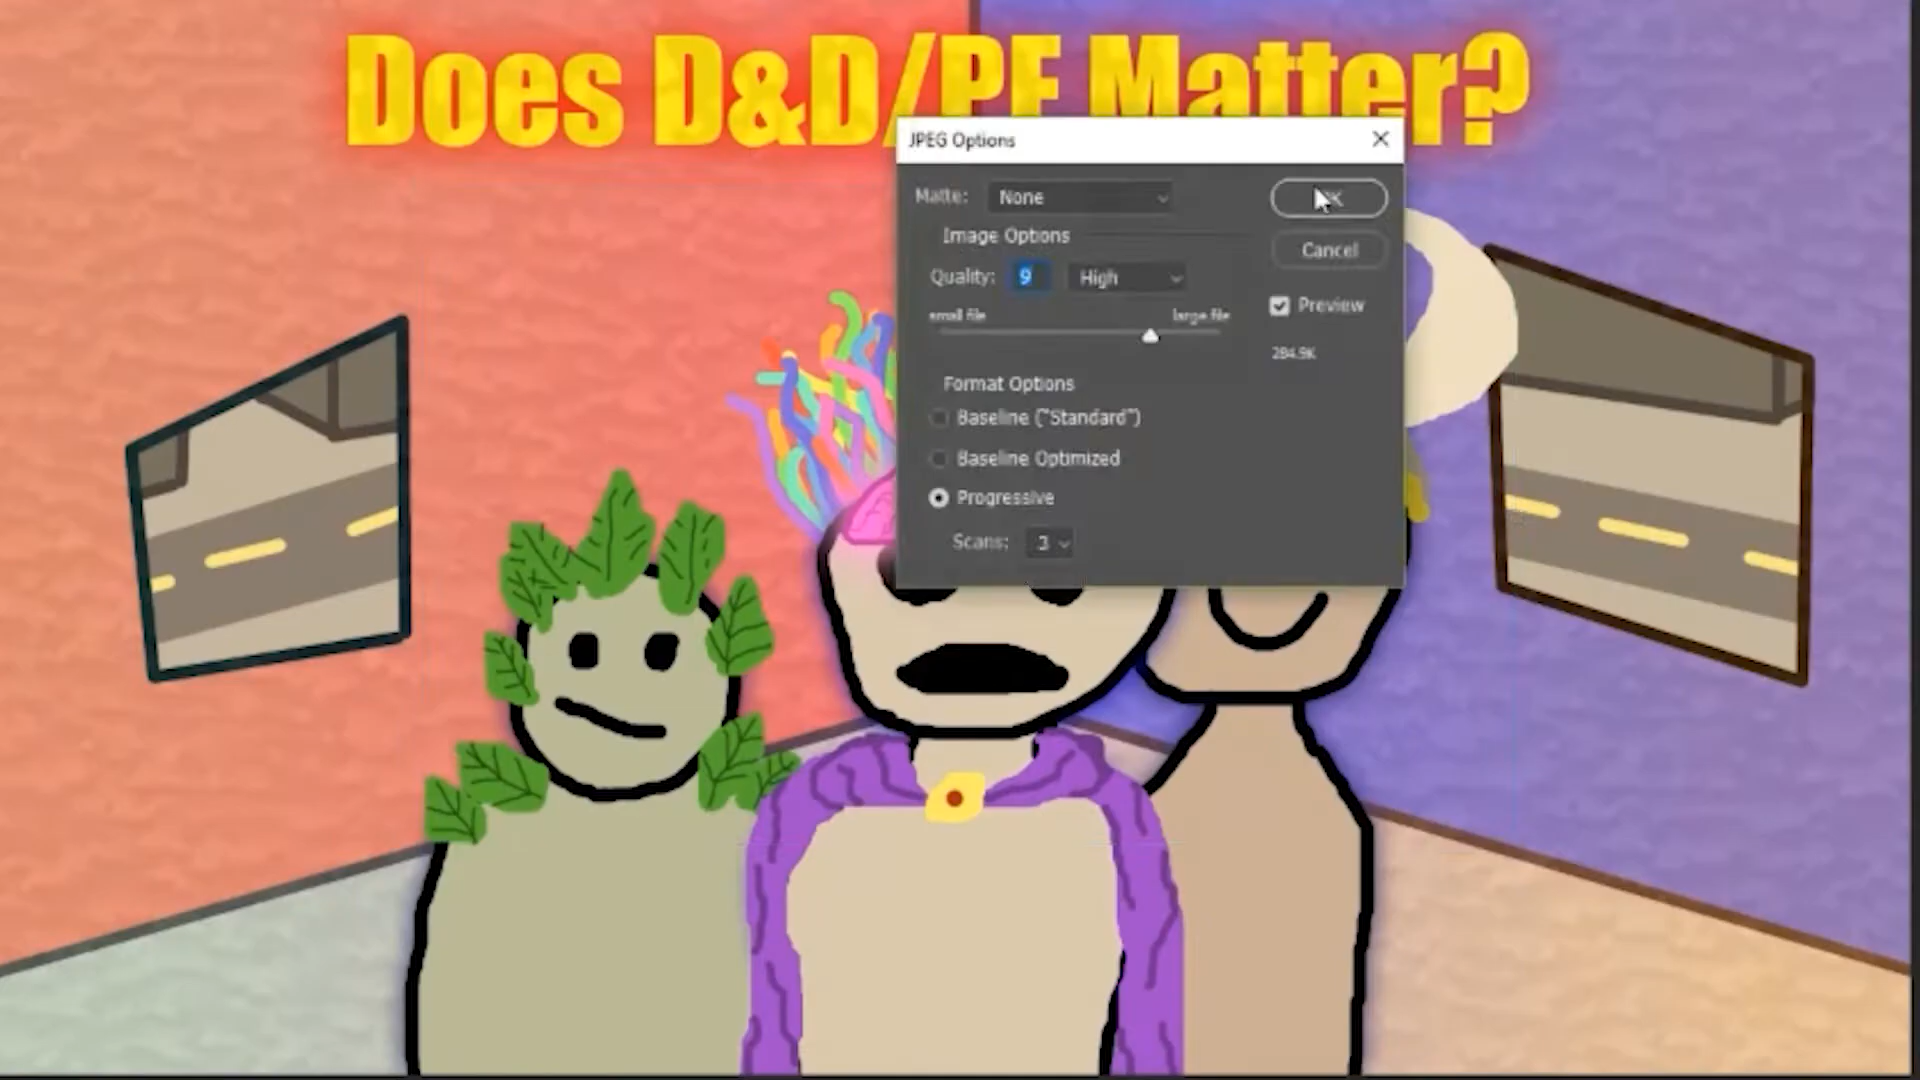 Does D&D/PF Matter?
JPEG Options
Matte: None
Image Options
Cancel
Quality: 9 High
Preview
small file large file
284.9K
Format Options
Baseline ("Standard")
Baseline Optimized
Progressive
Scans: 3